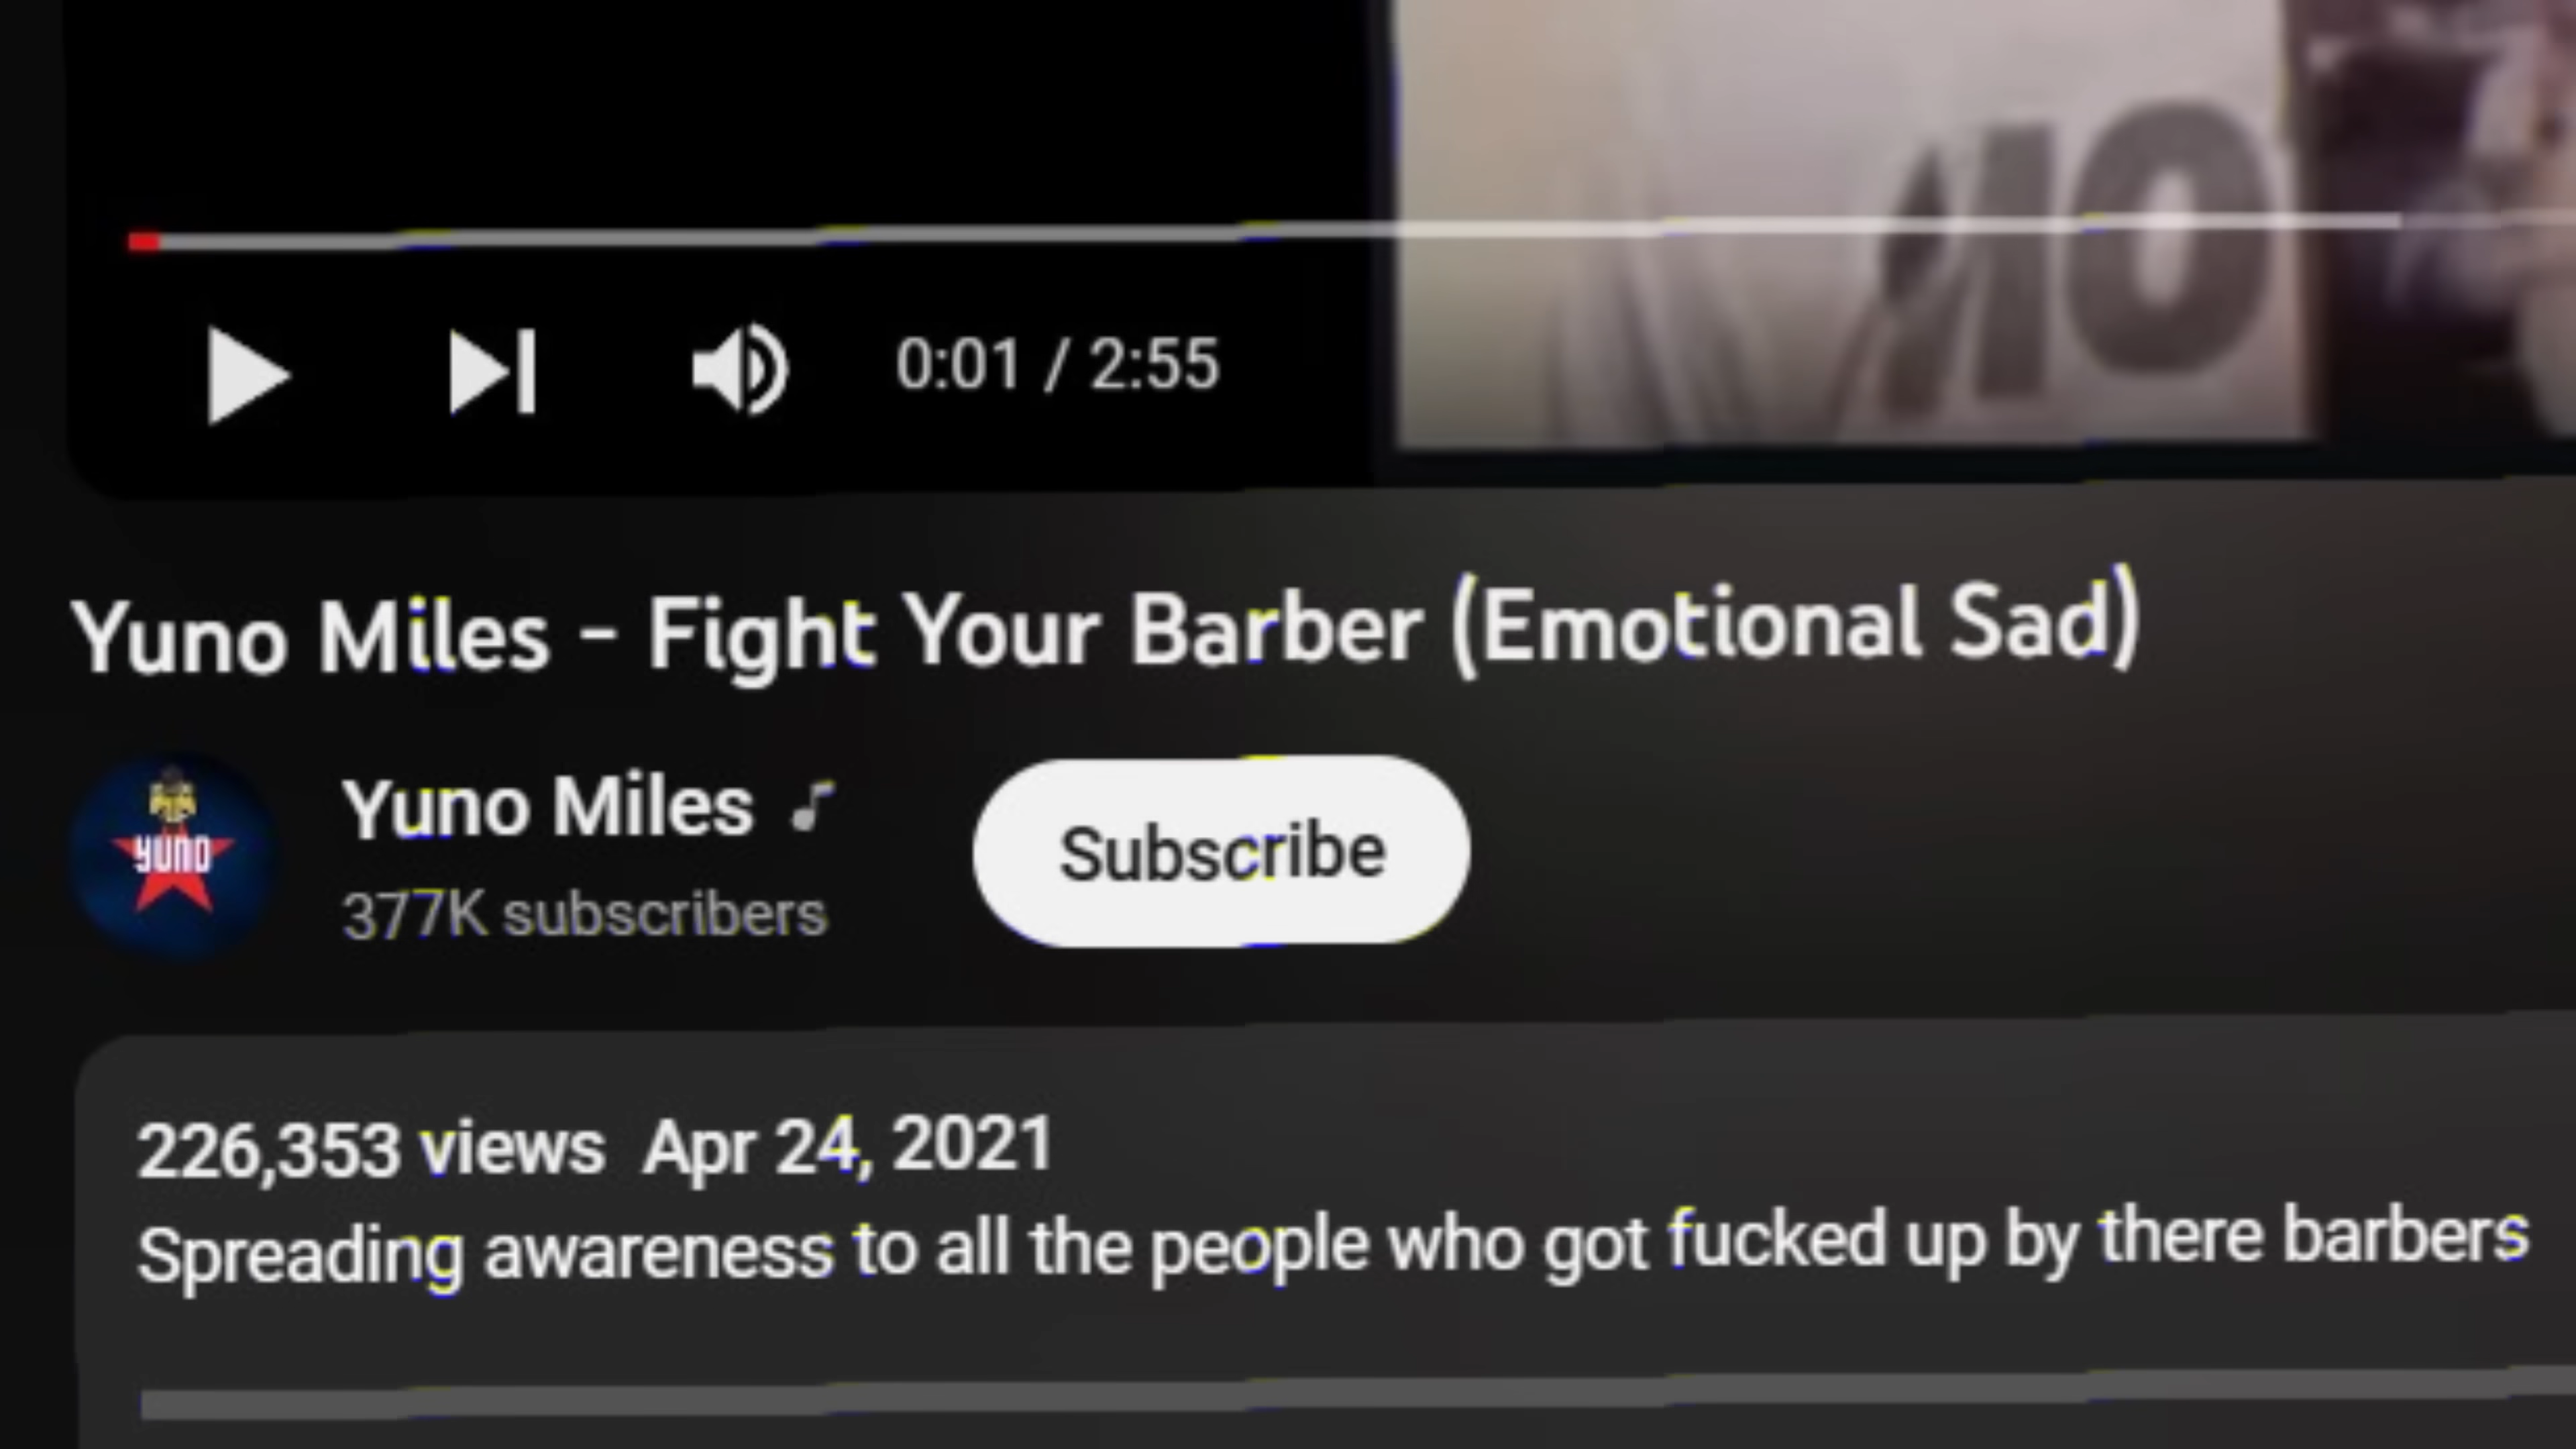 0:01 / 2:55
Yuno Miles - Fight Your Barber (Emotional Sad)
YUNO
Yuno Miles
377K subscribers
Subscribe
226,353 views Apr 24, 2021
Spreading awareness to all the people who got fucked up by there barbers